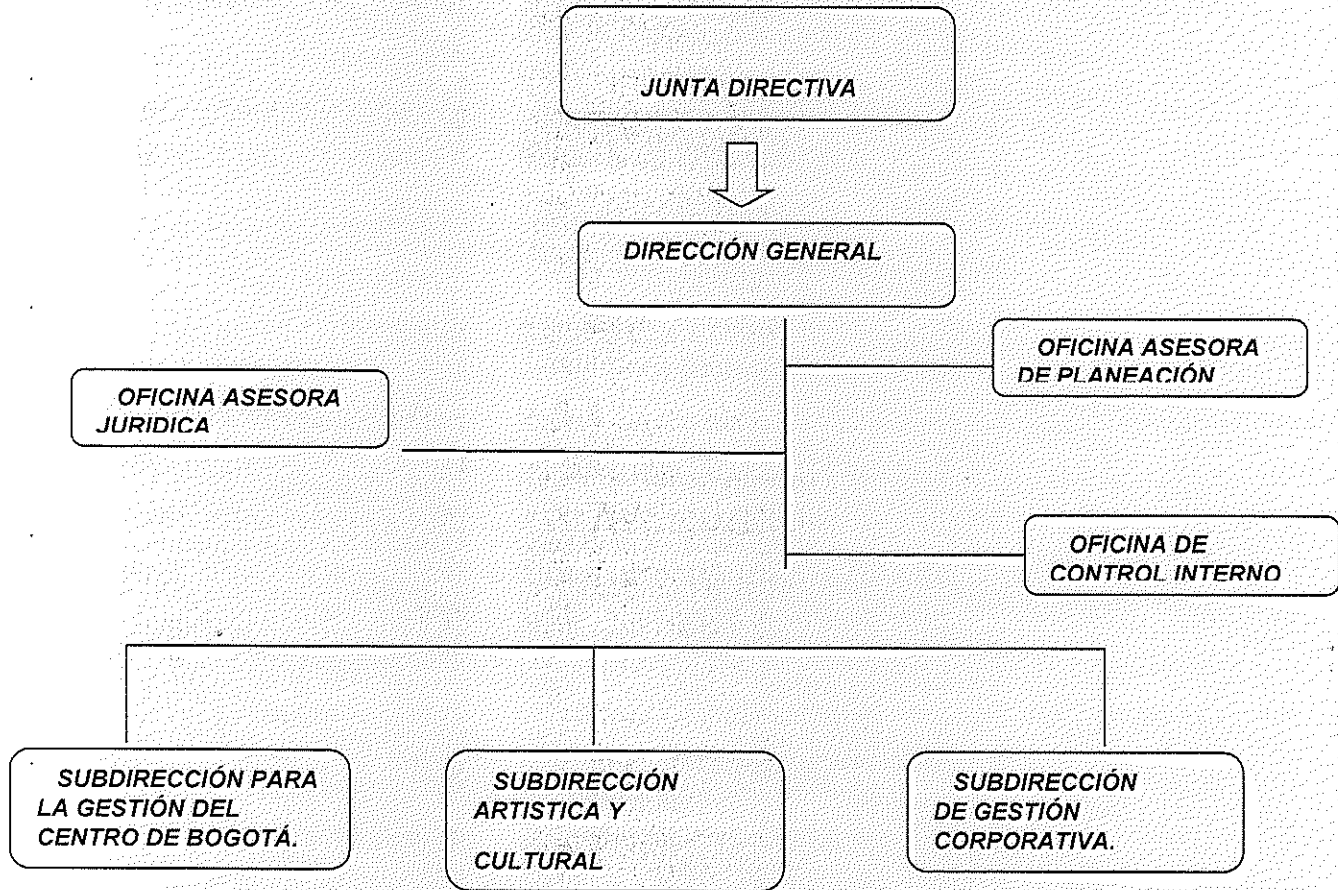 JUNTA DIRECTIVA
DIRECCIÓN GENERAL
OFICINA ASESORA
DE PLANEACIÓN
OFICINA ASESORA
JURIDICA
OFICINA DE
CONTROL INTERNO
SUBDIRECCIÓN PARA
LA GESTIÓN DEL
CENTRO DE BOGOTÁ.
SUBDIRECCIÓN
ARTISTICA Y
CULTURAL
SUBDIRECCIÓN
DE GESTIÓN
CORPORATIVA.